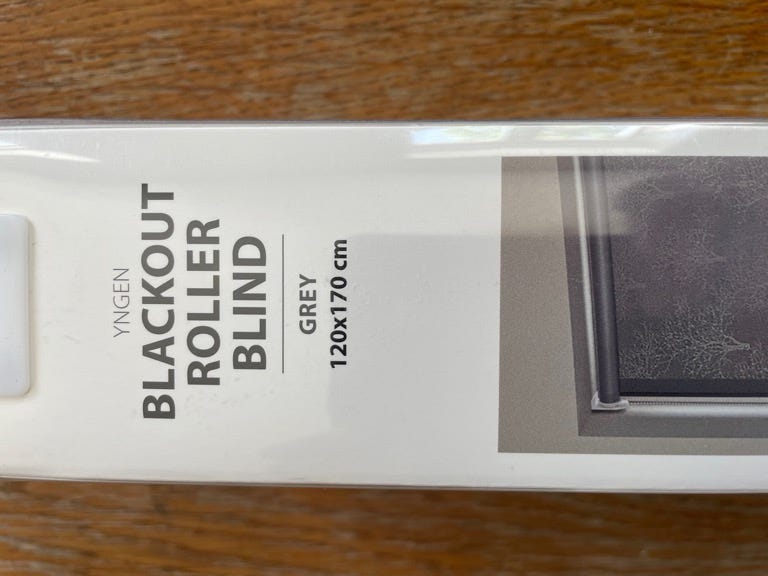 YNGEN
BLACKOUT
ROLLER
BLIND
GREY
120x170 cm